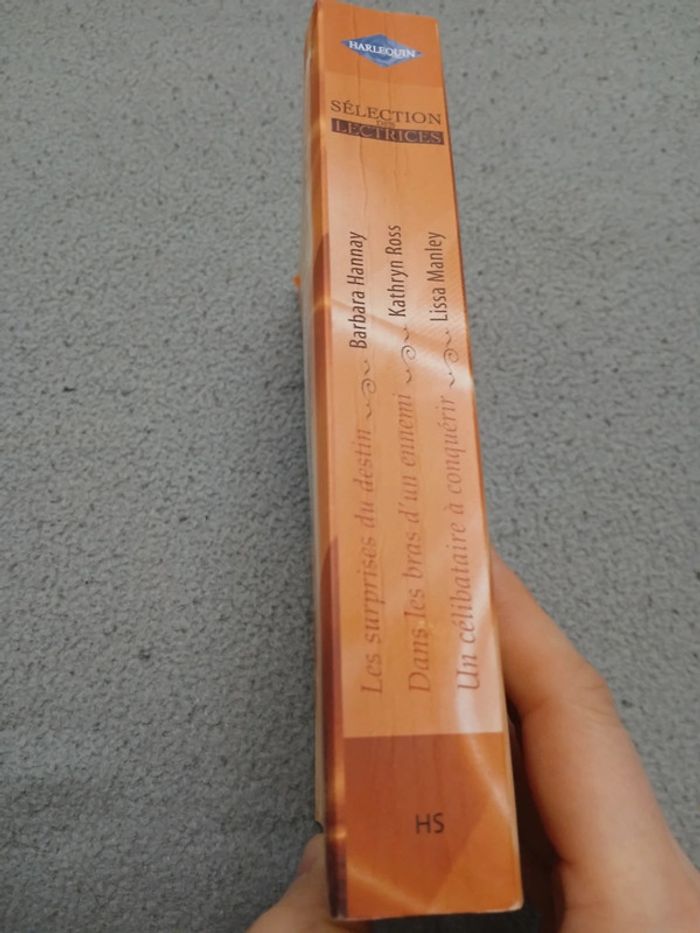 HARLEQUIN
SÉLECTION
DES
LECTRICES
Les surprises du destin Barbara Hannay
Dans les bras d'un ennemi Kathryn Ross
Un célibataire à conquérir Lissa Manley
HS